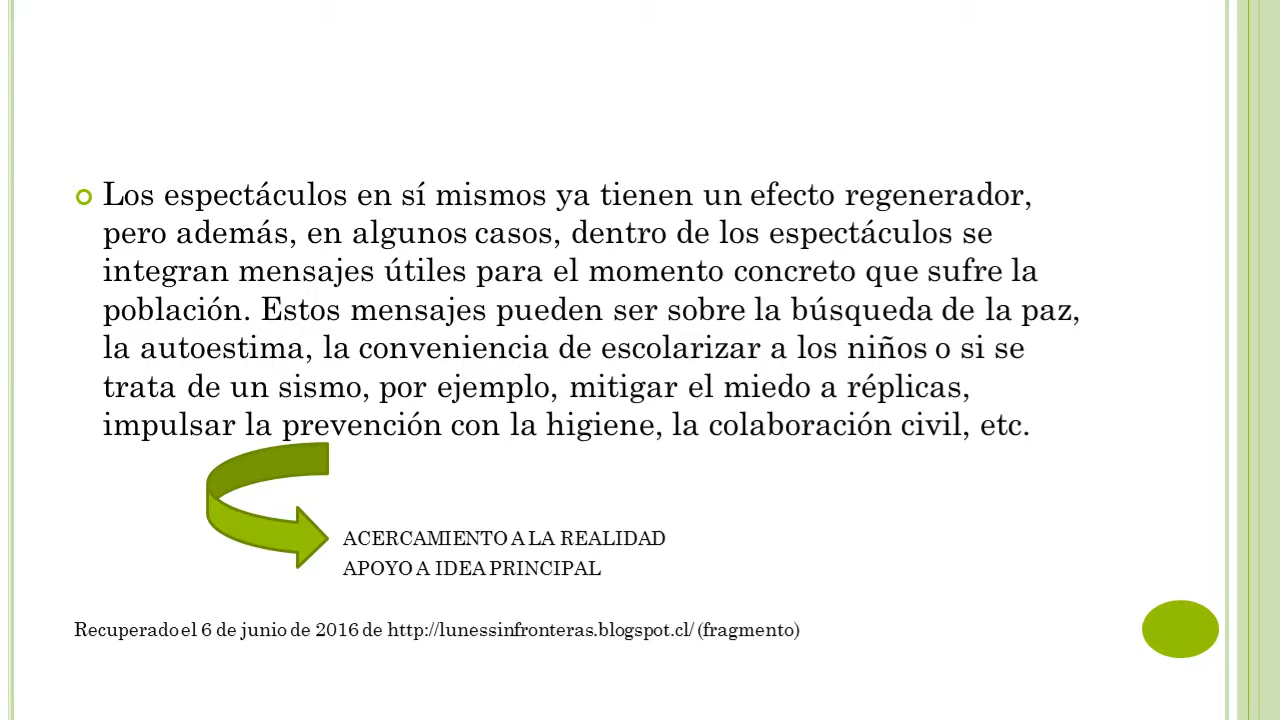 Los espectáculos en sí mismos ya tienen un efecto regenerador,
pero además, en algunos casos, dentro de los espectáculos se
integran mensajes útiles para el momento concreto que sufre la
población. Estos mensajes pueden ser sobre la búsqueda de la paz,
la autoestima, la conveniencia de escolarizar a los niños o si se
trata de un sismo, por ejemplo, mitigar el miedo a réplicas,
impulsar la prevención con la higiene, la colaboración civil, etc.
ACERCAMIENTO A LA REALIDAD
APOYO A IDEA PRINCIPAL
Recuperado el 6 de junio de 2016 de http://lunessinfronteras.blogspot.cl/ (fragmento)